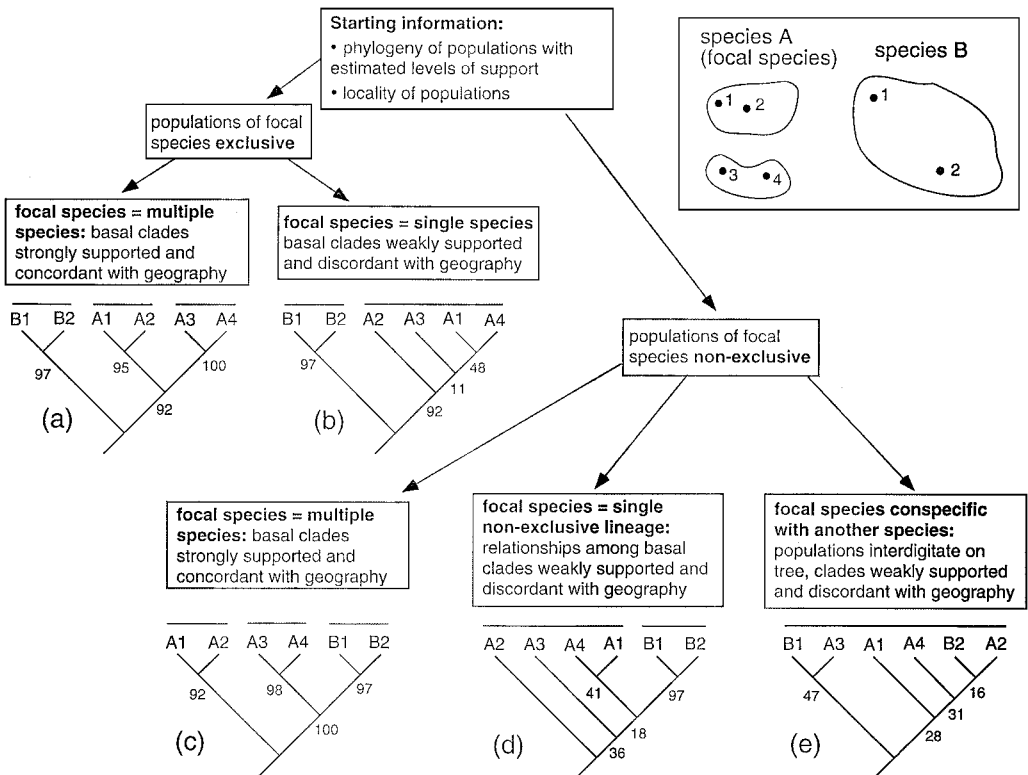 Starting information:
• phylogeny of populations with
estimated levels of support
• locality of populations
species A
(focal species)
species B
1
2
3
4
1
2
populations of focal
species exclusive
focal species = multiple
species: basal clades
strongly supported and
concordant with geography
focal species = single species
basal clades weakly supported
and discordant with geography
B1 B2 A1 A2 A3 A4
97
95
100
92
(a)
B1 B2 A2 A3 A1 A4
97
48
11
92
(b)
populations of focal
species non-exclusive
focal species = multiple
species: basal clades
strongly supported and
concordant with geography
focal species = single
non-exclusive lineage:
relationships among basal
clades weakly supported and
discordant with geography
focal species conspecific
with another species:
populations interdigitate on
tree, clades weakly supported
and discordant with geography
A1 A2 A3 A4 B1 B2
92
98
97
100
(c)
A2 A3 A4 A1 B1 B2
41
97
18
36
(d)
B1 A3 A1 A4 B2 A2
47
16
31
28
(e)